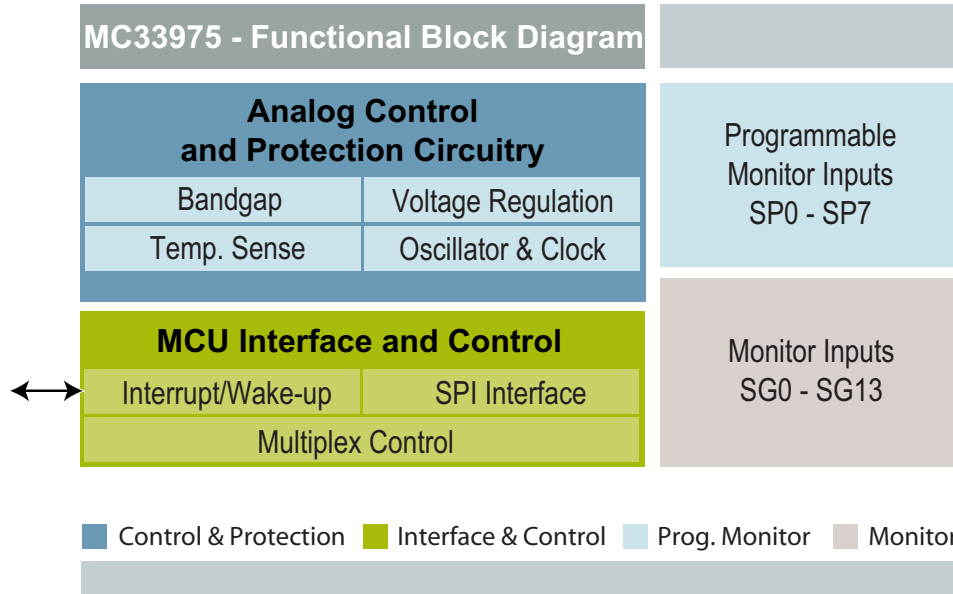 MC33975 - Functional Block Diagram
Analog Control
and Protection Circuitry
Bandgap
Voltage Regulation
Temp. Sense
Oscillator & Clock
MCU Interface and Control
Interrupt/Wake-up
SPI Interface
Multiplex Control
Programmable
Monitor Inputs
SP0 - SP7
Monitor Inputs
SG0 - SG13
Control & Protection
Interface & Control
Prog. Monitor
Monitor